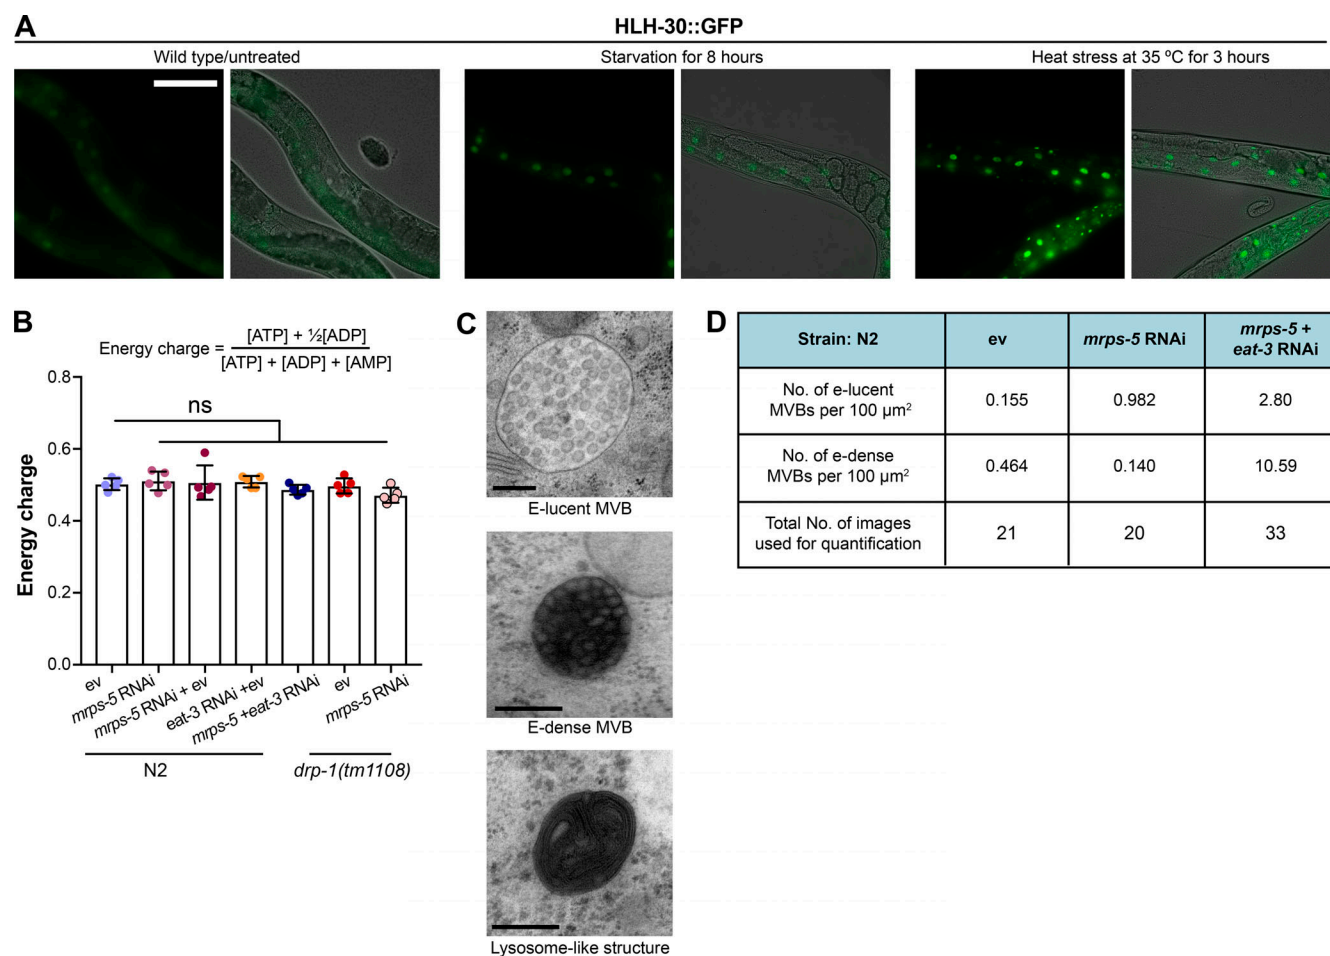 A
HLH-30::GFP
Wild type/untreated
Starvation for 8 hours
Heat stress at 35 ºC for 3 hours
B
Energy charge = [ATP] + ½[ADP]
[ATP] + [ADP] + [AMP]
0.8
0.6
0.4
0.2
0.0
Energy charge
ns
ev
mrps-5 RNAi
mrps-5 RNAi + ev
eat-3 RNAi +ev
mrps-5 +eat-3 RNAi
ev
mrps-5 RNAi
N2
drp-1(tm1108)
C
E-lucent MVB
E-dense MVB
Lysosome-like structure
D
Strain: N2
ev
mrps-5 RNAi
mrps-5 +
eat-3 RNAi
No. of e-lucent
MVBs per 100 µm²
0.155
0.982
2.80
No. of e-dense
MVBs per 100 µm²
0.464
0.140
10.59
Total No. of images
used for quantification
21
20
33